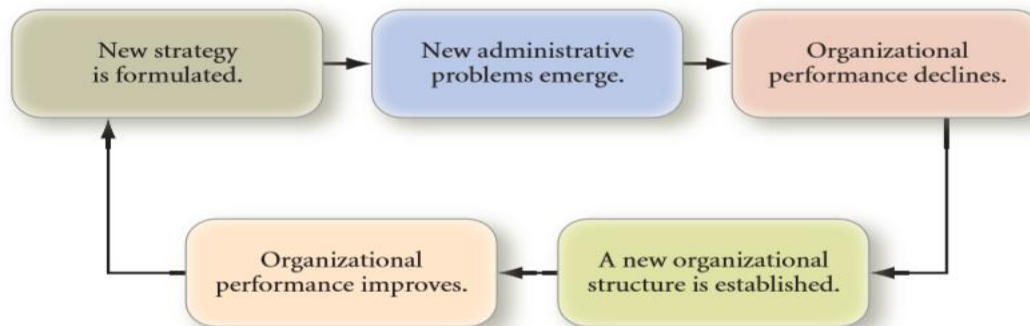 New strategy
is formulated.
New administrative
problems emerge.
Organizational
performance declines.
A new organizational
structure is established.
Organizational
performance improves.